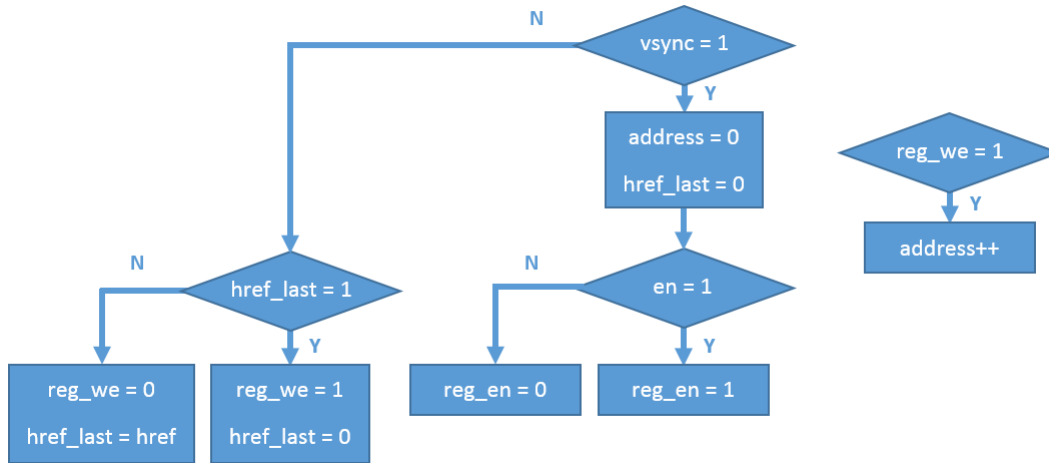 N
vsync = 1
Y
address = 0
href_last = 0
reg_we = 1
Y
address++
N
href_last = 1
Y
N
en = 1
Y
reg_we = 0
href_last = href
reg_we = 1
href_last = 0
reg_en = 0
reg_en = 1